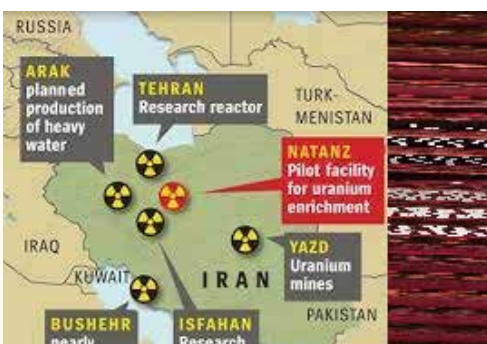 RUSSIA
ARAK
planned
production
of heavy
water
TEHRAN
Research reactor
TURK-
MENISTAN
NATANZ
Pilot facility
for uranium
enrichment
IRAQ
KUWAIT
IRAN
YAZD
Uranium
mines
PAKISTAN
BUSHEHR
nearly
ISFAHAN
Research